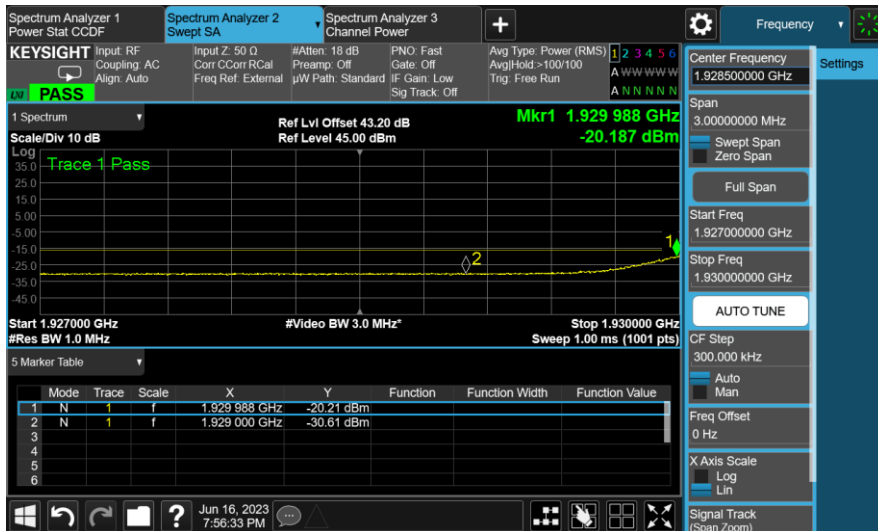 Spectrum Analyzer 1
Power Stat CCDF
Spectrum Analyzer 2
Swept SA
Spectrum Analyzer 3
Channel Power
Frequency
KEYSIGHT
LXI
PASS
Input: RF
Coupling: AC
Align: Auto
Input Z: 50 Ω
Corr CCorr RCal
Freq Ref: External
#Atten: 18 dB
Preamp: Off
µW Path: Standard
PNO: Fast
Gate: Off
IF Gain: Low
Sig Track: Off
Avg Type: Power (RMS)
Avg|Hold:>100/100
Trig: Free Run
1 2 3 4 5 6
A W W W W W
A N N N N N
Center Frequency
1.928500000 GHz
Settings
1 Spectrum
Scale/Div 10 dB
Ref Lvl Offset 43.20 dB
Ref Level 45.00 dBm
Mkr1 1.929 988 GHz
-20.187 dBm
Log
Trace 1 Pass
35.0
25.0
15.0
5.00
-5.00
-15.0
-25.0
-35.0
-45.0
1
2
Start 1.927000 GHz
#Video BW 3.0 MHz*
Stop 1.930000 GHz
#Res BW 1.0 MHz
Sweep 1.00 ms (1001 pts)
Span
3.00000000 MHz
Swept Span
Zero Span
Full Span
Start Freq
1.927000000 GHz
Stop Freq
1.930000000 GHz
AUTO TUNE
CF Step
300.000 kHz
Auto
Man
Freq Offset
0 Hz
X Axis Scale
Log
Lin
Signal Track
(Span Zoom)
5 Marker Table
Mode Trace Scale X Y Function Function Width Function Value
1 N 1 f 1.929 988 GHz -20.21 dBm
2 N 1 f 1.929 000 GHz -30.61 dBm
3
4
5
6
?
Jun 16, 2023
7:56:33 PM